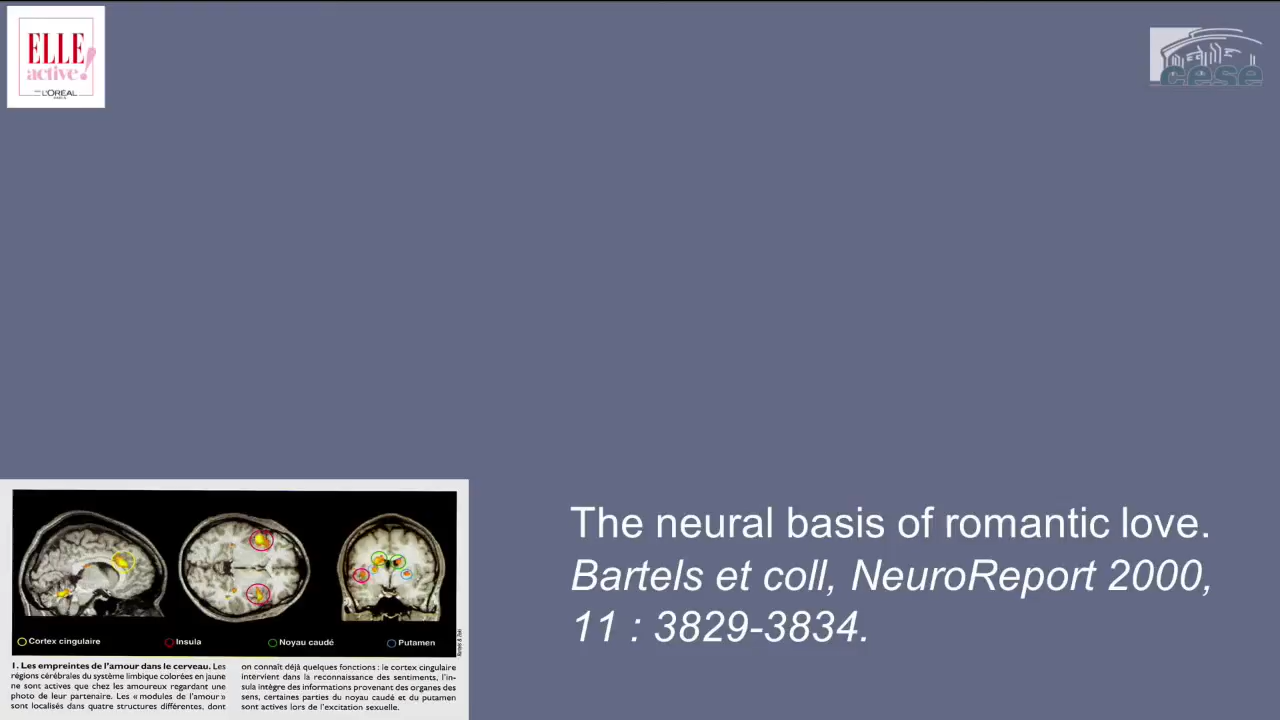 ELLE
active!
L'ORÉAL
PARIS
cese
The neural basis of romantic love.
Bartels et coll, NeuroReport 2000,
11 : 3829-3834.
Cortex cingulaire
Insula
Noyau caudé
Putamen
1. Les empreintes de l'amour dans le cerveau. Les
régions cérébrales du système limbique colorées en jaune
ne sont actives que chez les amoureux regardant une
photo de leur partenaire. Les « modules de l'amour »
sont localisés dans quatre structures différentes, dont
on connaît déjà quelques fonctions : le cortex cingulaire
intervient dans la reconnaissance des sentiments, l'in-
sula intègre des informations provenant des organes des
sens, certaines parties du noyau caudé et du putamen
sont actives lors de l'excitation sexuelle.